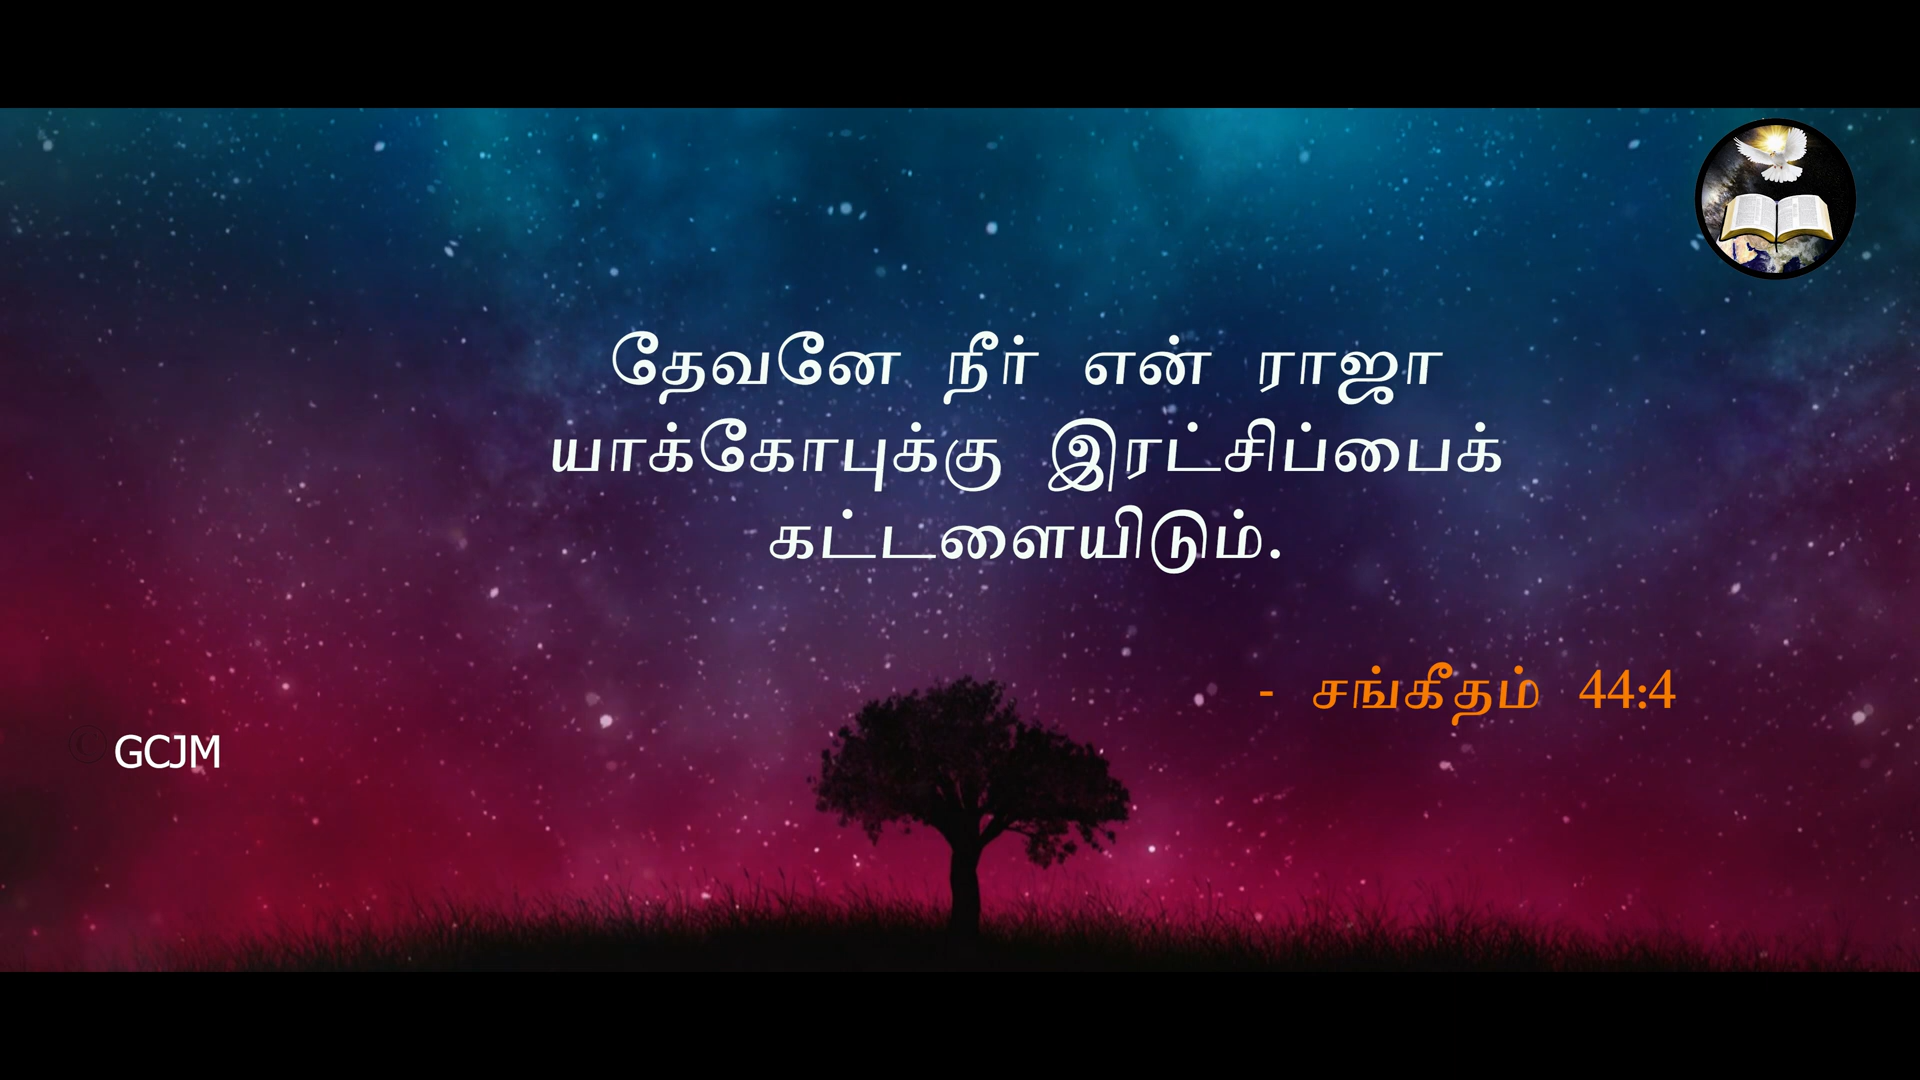 தேவனே நீர் என் ராஜா
யாக்கோபுக்கு இரட்சிப்பைக்
கட்டளையிடும்.
- சங்கீதம் 44:4
© GCJM